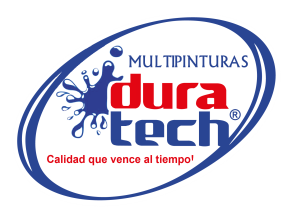 MULTIPINTURAS
dura
tech®
Calidad que vence al tiempo!